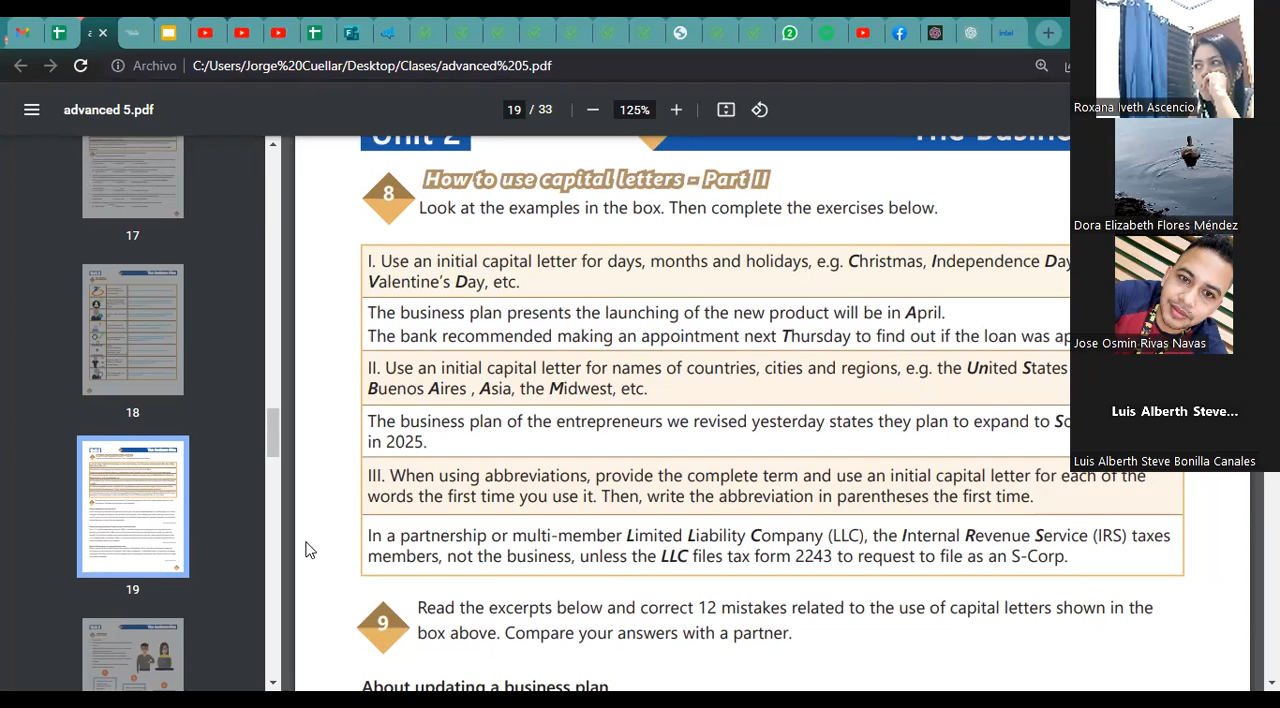 a
2
intel
Archivo
C:/Users/Jorge%20Cuellar/Desktop/Clases/advanced%205.pdf
advanced 5.pdf
19 / 33
125%
17
18
19
Unit 2
8
How to use capital letters - Part II
Look at the examples in the box. Then complete the exercises below.
I. Use an initial capital letter for days, months and holidays, e.g. Christmas, Independence Day
Valentine's Day, etc.
The business plan presents the launching of the new product will be in April.
The bank recommended making an appointment next Thursday to find out if the loan was ap
II. Use an initial capital letter for names of countries, cities and regions, e.g. the United States
Buenos Aires , Asia, the Midwest, etc.
The business plan of the entrepreneurs we revised yesterday states they plan to expand to So
in 2025.
III. When using abbreviations, provide the complete term and use an initial capital letter for each of the
words the first time you use it. Then, write the abbreviation in parentheses the first time.
In a partnership or multi-member Limited Liability Company (LLC), the Internal Revenue Service (IRS) taxes
members, not the business, unless the LLC files tax form 2243 to request to file as an S-Corp.
9
Read the excerpts below and correct 12 mistakes related to the use of capital letters shown in the
box above. Compare your answers with a partner.
About updating a business plan
Roxana Iveth Ascencio
Dora Elizabeth Flores Méndez
Jose Osmin Rivas Navas
Luis Alberth Steve...
Luis Alberth Steve Bonilla Canales